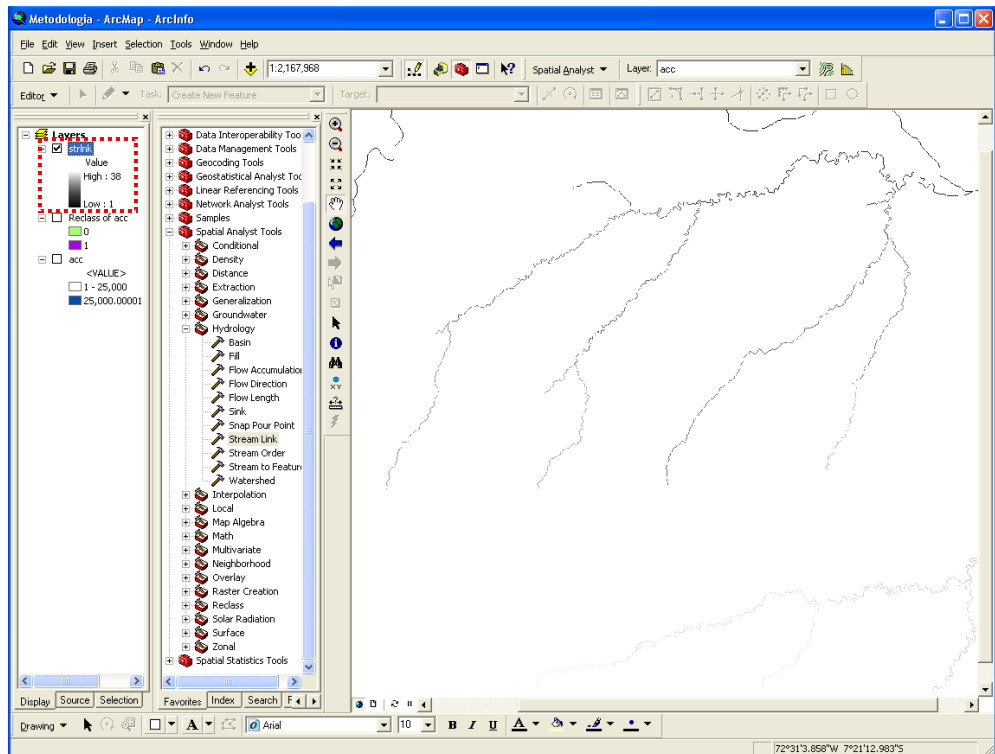 Metodologia - ArcMap - ArcInfo
File Edit View Insert Selection Tools Window Help
1:2,167,968
Spatial Analyst
Layer: acc
Editor
Task: Create New Feature
Target:
Layers
strlnk
Value
High : 38
Low : 1
Reclass of acc
0
1
acc
<VALUE>
1 - 25,000
25,000.00001
Data Interoperability Too
Data Management Tools
Geocoding Tools
Geostatistical Analyst Too
Linear Referencing Tools
Network Analyst Tools
Samples
Spatial Analyst Tools
Conditional
Density
Distance
Extraction
Generalization
Groundwater
Hydrology
Basin
Fill
Flow Accumulation
Flow Direction
Flow Length
Sink
Snap Pour Point
Stream Link
Stream Order
Stream to Feature
Watershed
Interpolation
Local
Map Algebra
Math
Multivariate
Neighborhood
Overlay
Raster Creation
Reclass
Solar Radiation
Surface
Zonal
Spatial Statistics Tools
XY
Display Source Selection
Favorites Index Search F
Drawing
A
Arial
10
B I U A
72°31'3.858"W 7°21'12.983"S